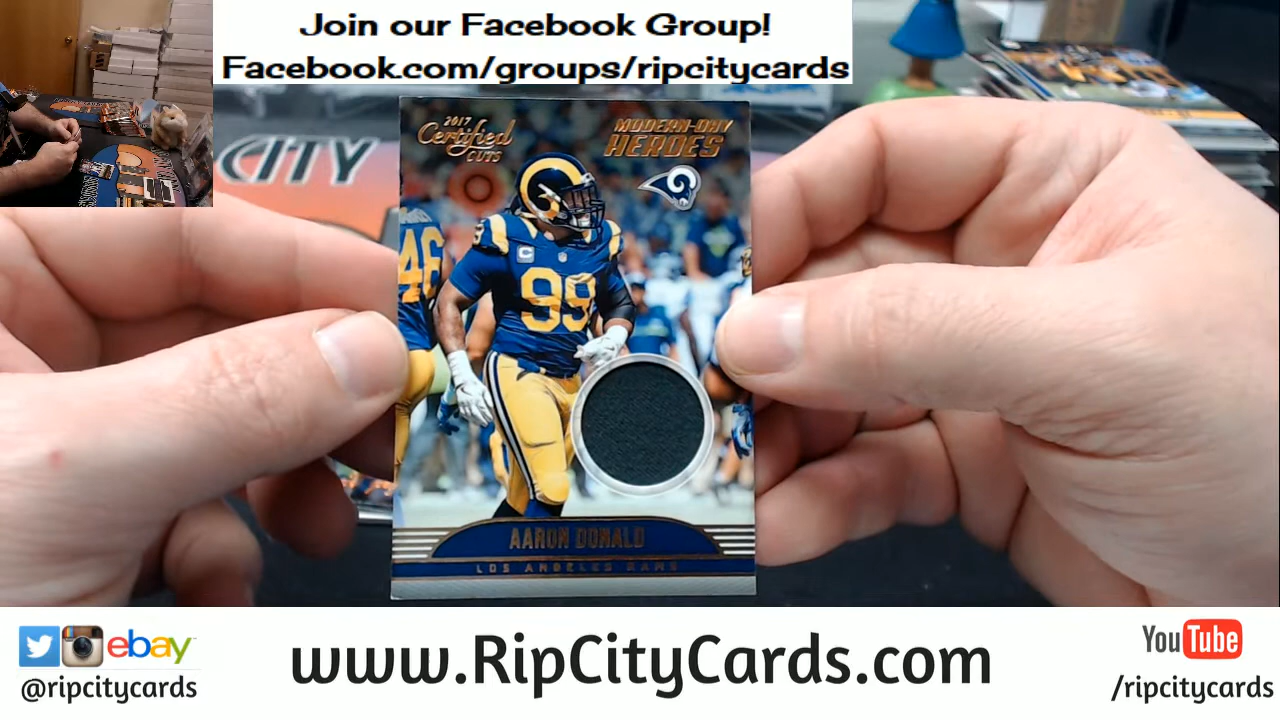 Join our Facebook Group!
Facebook.com/groups/ripcitycards
CITY
2017
Certified
CUTS
MODERN-DAY
HEROES
46
9
C
99
AARON DONALD
LOS ANGELES RAMS
ebay
@ripcitycards
www.RipCityCards.com
YouTube
/ripcitycards